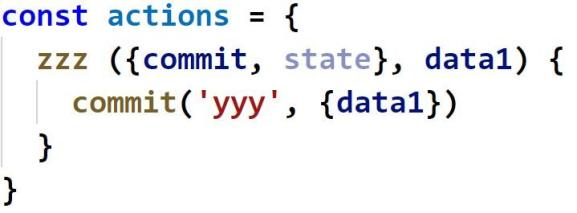 const actions = {
  zzz ({commit, state}, data1) {
    commit('yyy', {data1})
  }
}